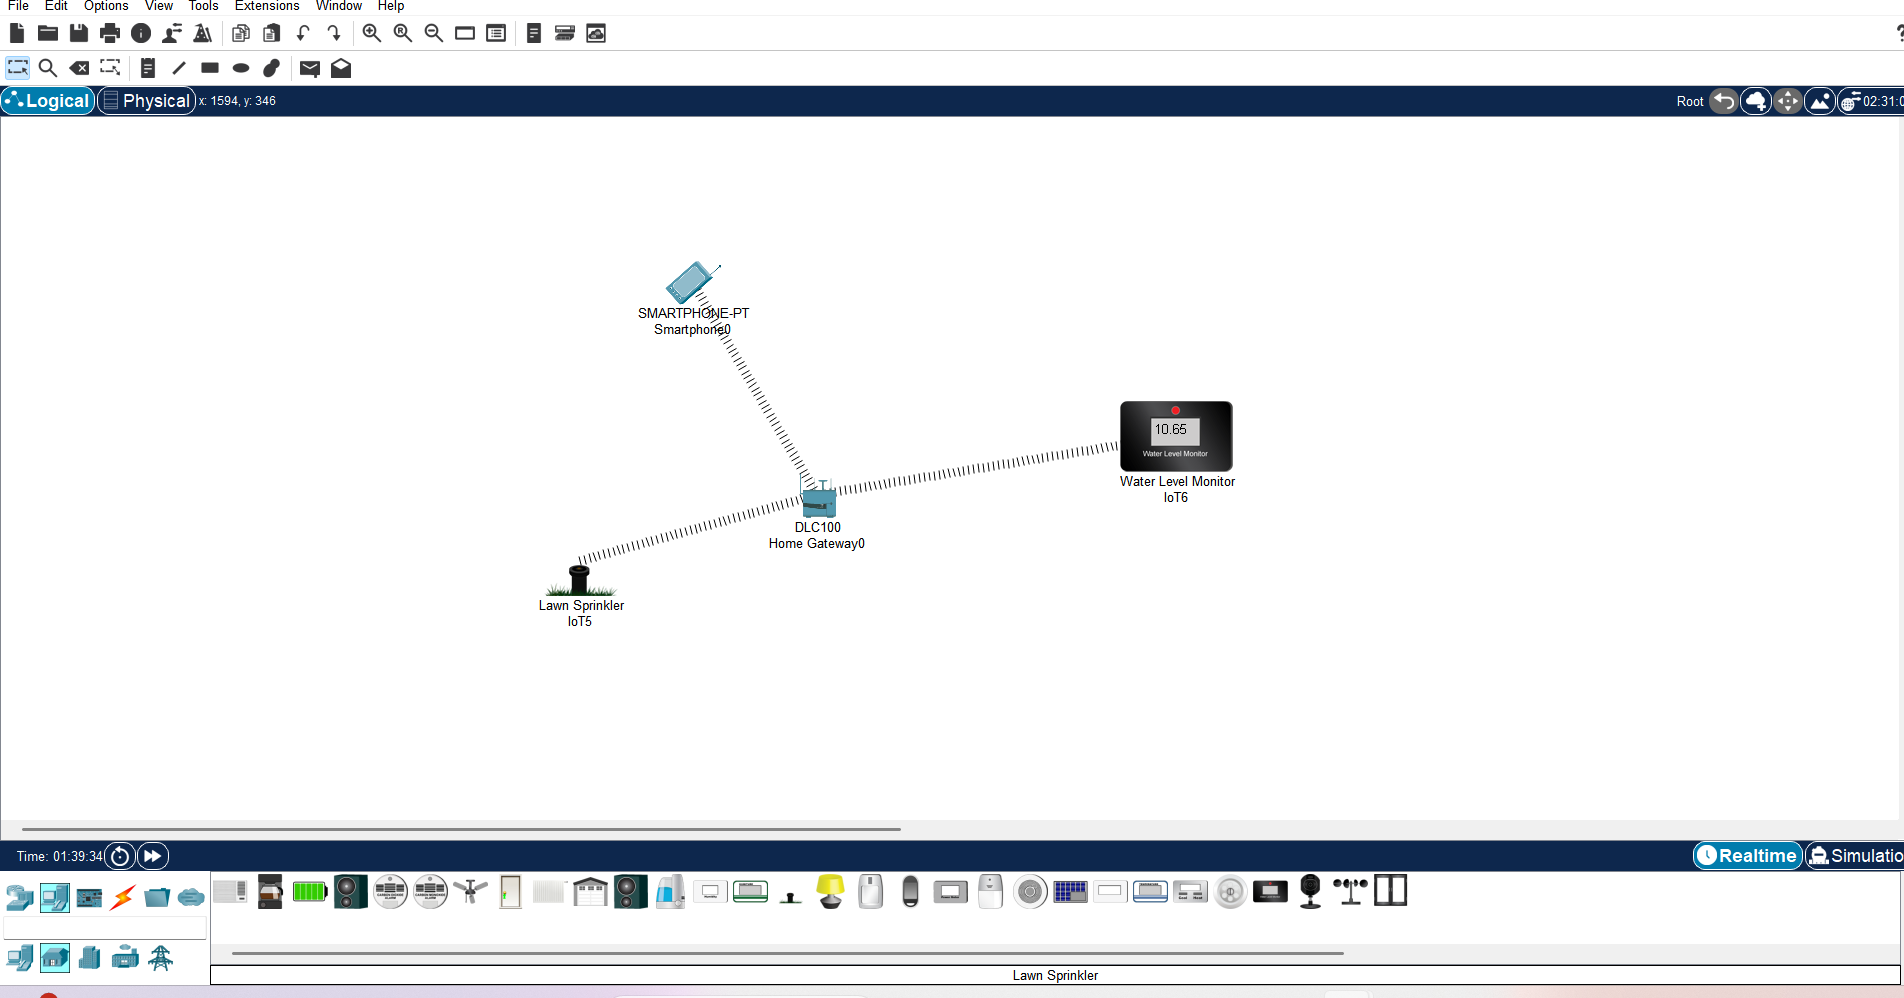 File Edit Options View Tools Extensions Window Help
Logical Physical x: 1594, y: 346 Root 02:31:0
SMARTPHONE-PT
Smartphone0
10.65
Water Level Monitor
Water Level Monitor
IoT6
DLC100
Home Gateway0
Lawn Sprinkler
IoT5
Time: 01:39:34 Realtime Simulatio
Lawn Sprinkler